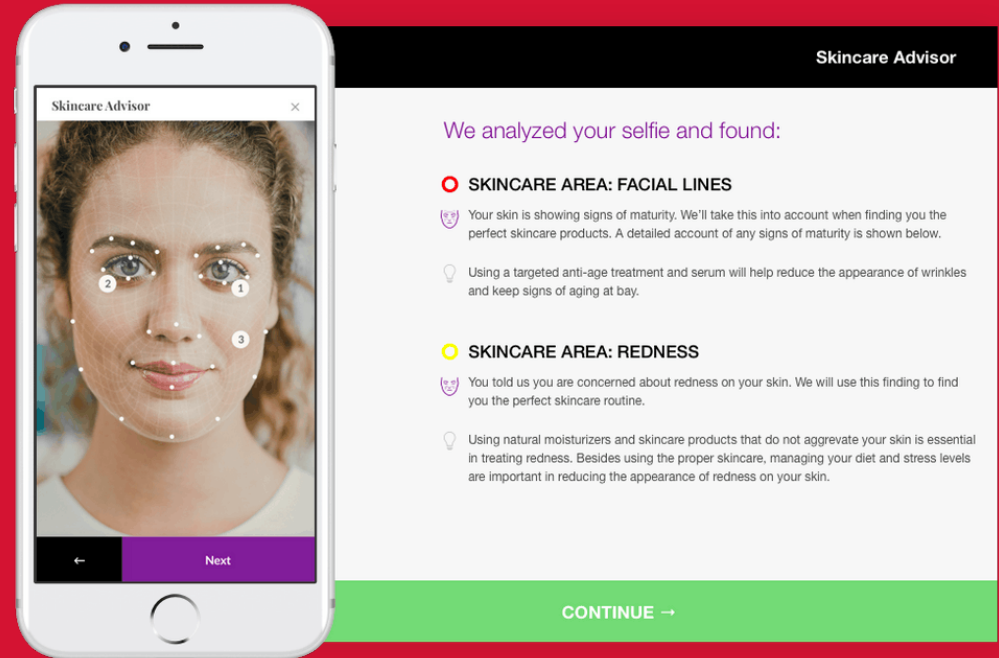 Skincare Advisor
×
2
1
3
←
Next
Skincare Advisor
We analyzed your selfie and found:
SKINCARE AREA: FACIAL LINES
Your skin is showing signs of maturity. We'll take this into account when finding you the
perfect skincare products. A detailed account of any signs of maturity is shown below.
Using a targeted anti-age treatment and serum will help reduce the appearance of wrinkles
and keep signs of aging at bay.
SKINCARE AREA: REDNESS
You told us you are concerned about redness on your skin. We will use this finding to find
you the perfect skincare routine.
Using natural moisturizers and skincare products that do not aggrevate your skin is essential
in treating redness. Besides using the proper skincare, managing your diet and stress levels
are important in reducing the appearance of redness on your skin.
CONTINUE →